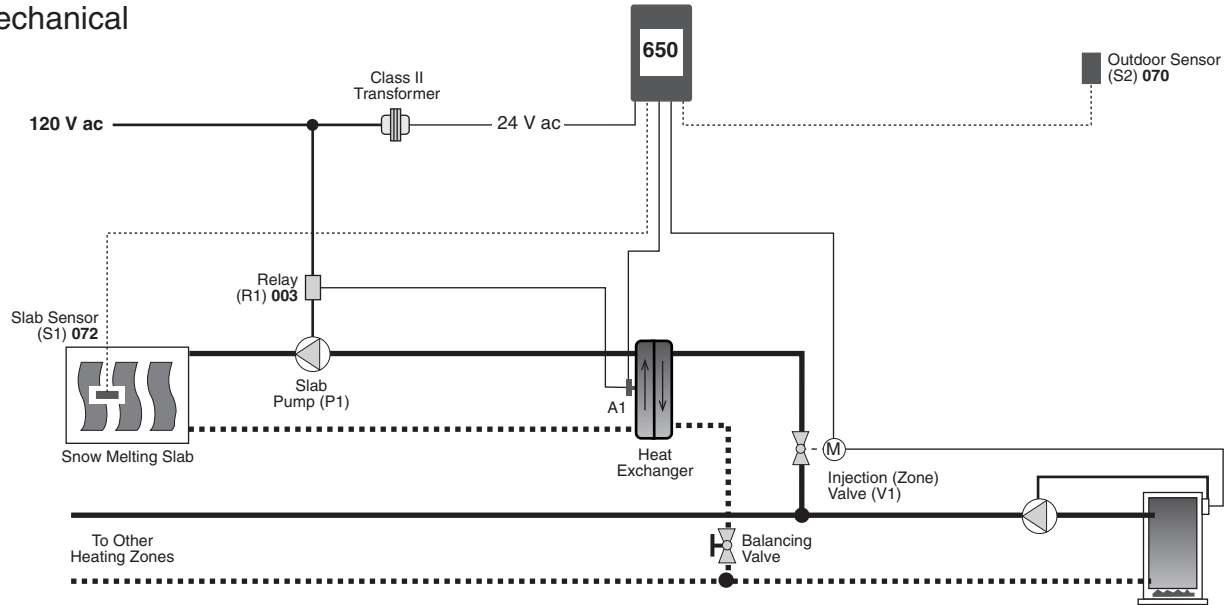 echanical
650
Outdoor Sensor
(S2) 070
Class II
Transformer
120 V ac
24 V ac
Relay
(R1) 003
Slab Sensor
(S1) 072
Slab
Pump (P1)
A1
Snow Melting Slab
Heat
Exchanger
M
Injection (Zone)
Valve (V1)
To Other
Heating Zones
Balancing
Valve